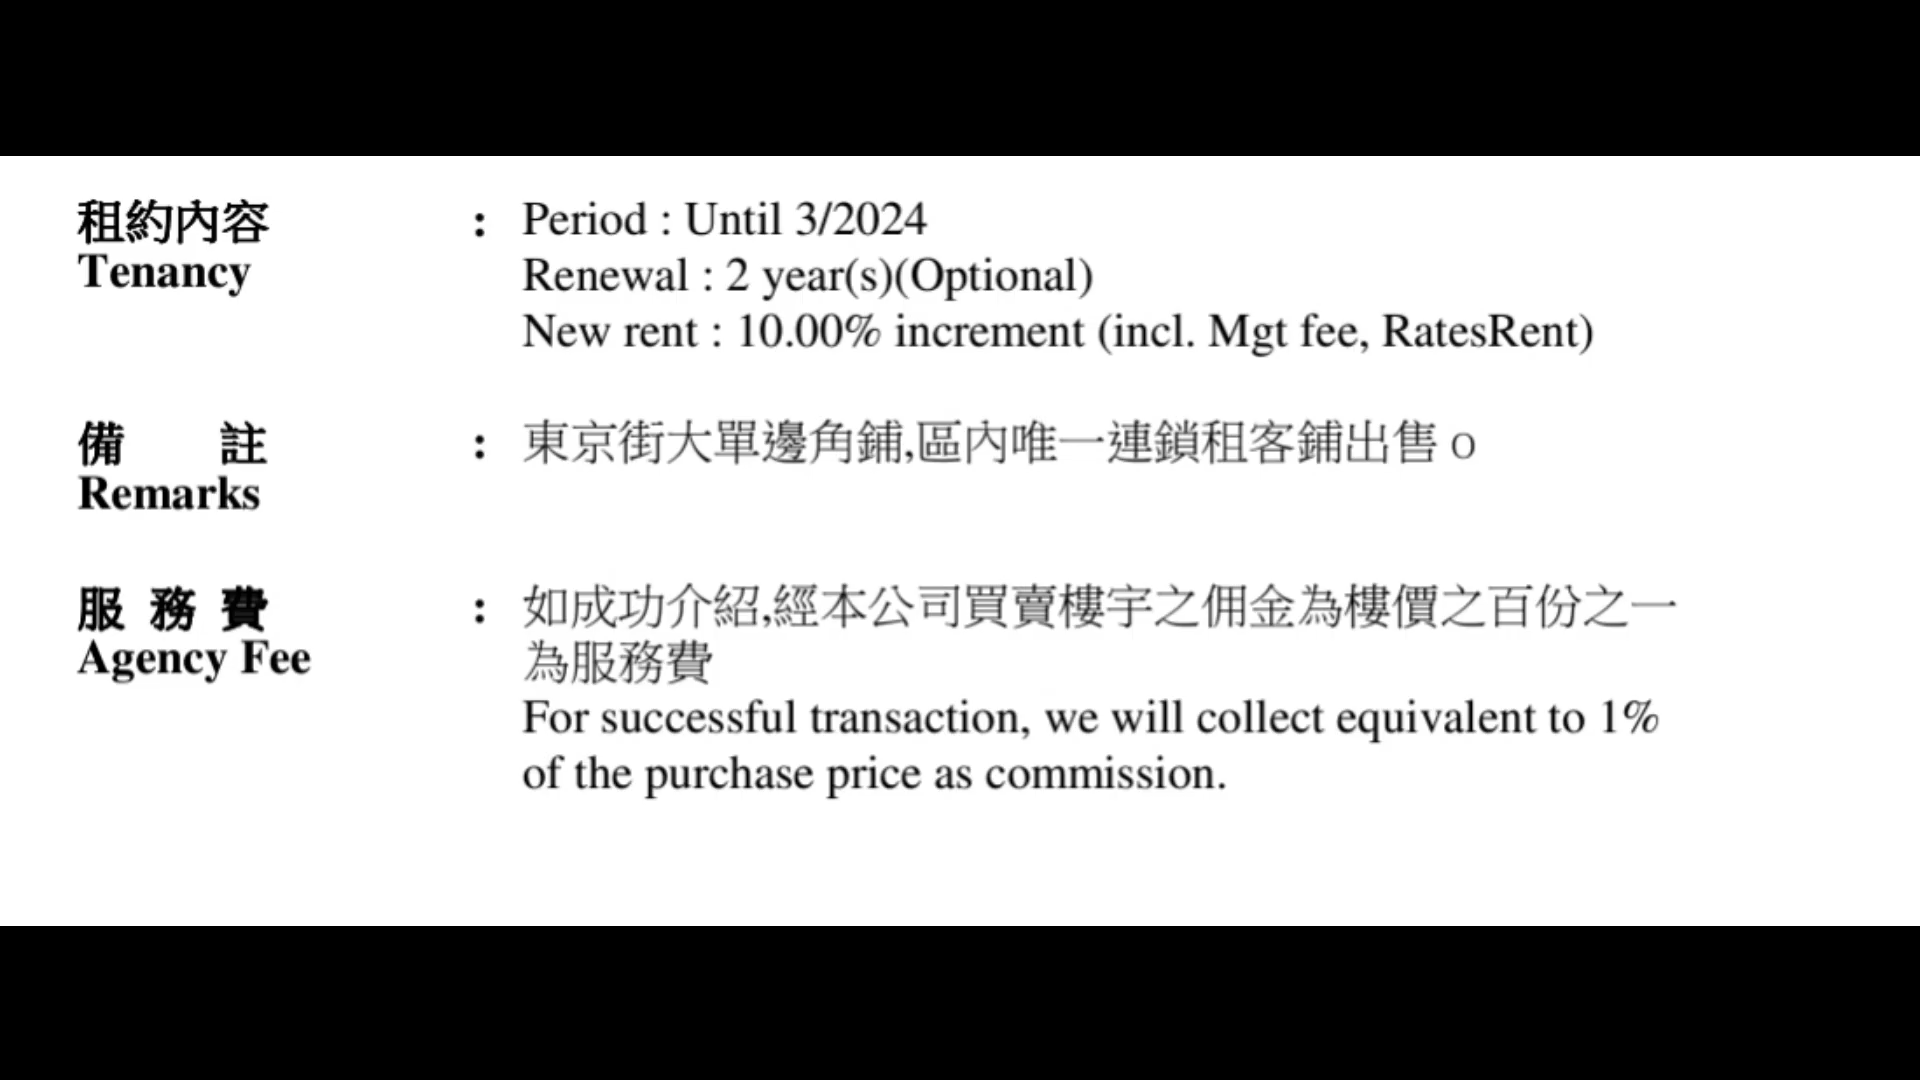 租約內容 : Period : Until 3/2024
Tenancy Renewal : 2 year(s)(Optional)
New rent : 10.00% increment (incl. Mgt fee, RatesRent)
備 註 : 東京街大單邊角鋪,區內唯一連鎖租客鋪出售 o
Remarks
服 務 費 : 如成功介紹,經本公司買賣樓宇之佣金為樓價之百份之一
Agency Fee 為服務費
For successful transaction, we will collect equivalent to 1%
of the purchase price as commission.